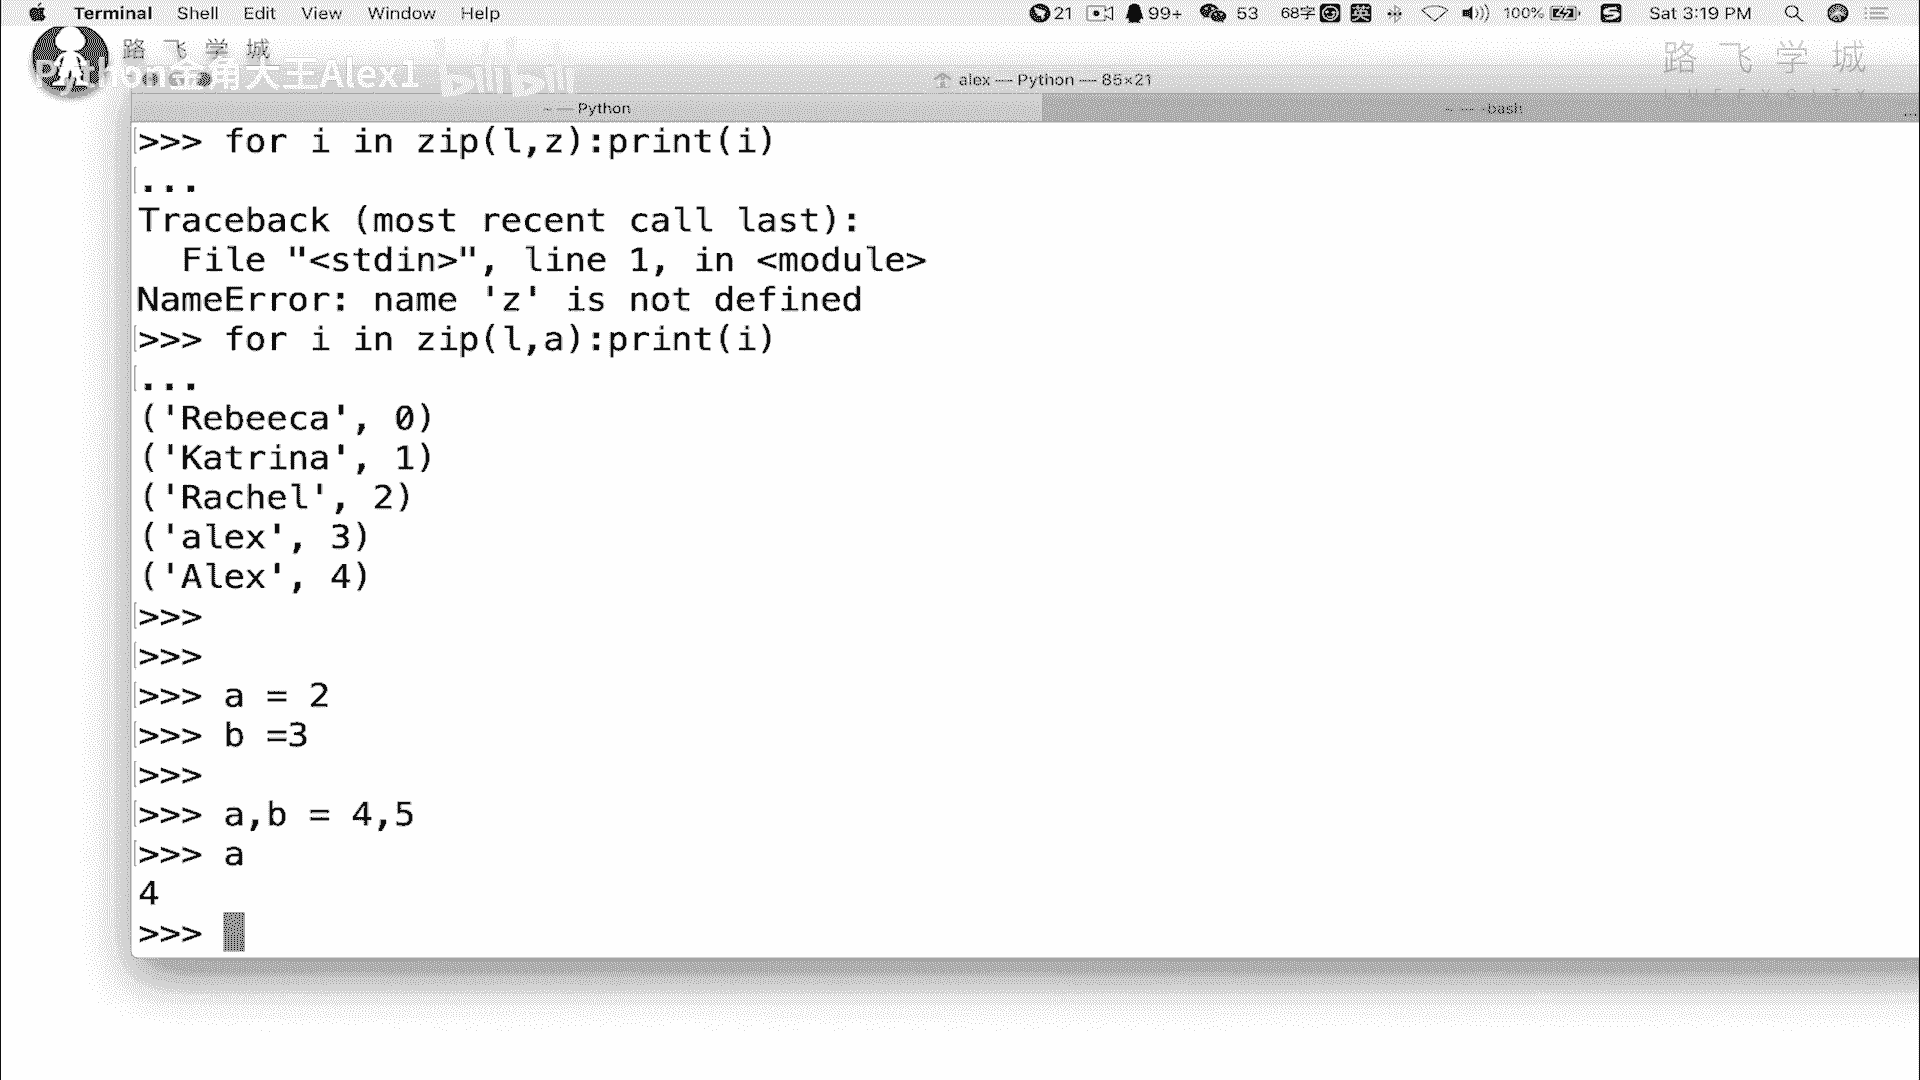 Terminal Shell Edit View Window Help 21 99+ 53 68字 英 100% Sat 3:19 PM
路飞学城
路飞学城
Python金角大王Alex1 bilibili
alex — Python — 85×21
~ — Python
~ — -bash
...
>>> for i in zip(l,z):print(i)
...
Traceback (most recent call last):
  File "<stdin>", line 1, in <module>
NameError: name 'z' is not defined
>>> for i in zip(l,a):print(i)
...
('Rebeeca', 0)
('Katrina', 1)
('Rachel', 2)
('alex', 3)
('Alex', 4)
>>>
>>>
>>> a = 2
>>> b =3
>>>
>>> a,b = 4,5
>>> a
4
>>>